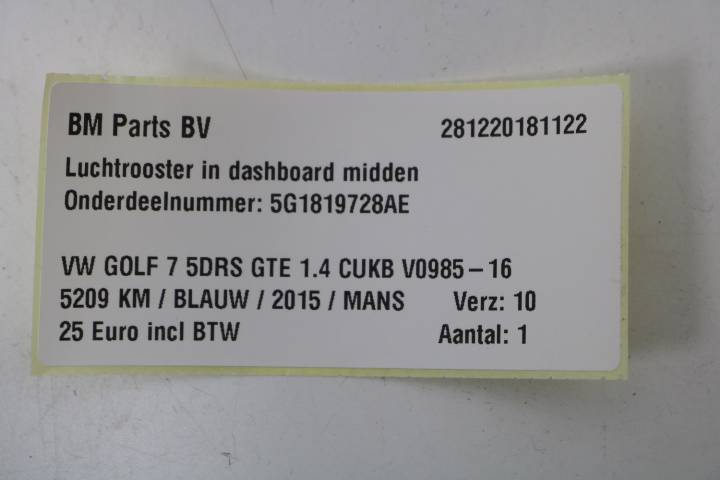 BM Parts BV 281220181122
Luchtrooster in dashboard midden
Onderdeelnummer: 5G1819728AE
VW GOLF 7 5DRS GTE 1.4 CUKB V0985-16
5209 KM / BLAUW / 2015 / MANS Verz: 10
25 Euro incl BTW Aantal: 1